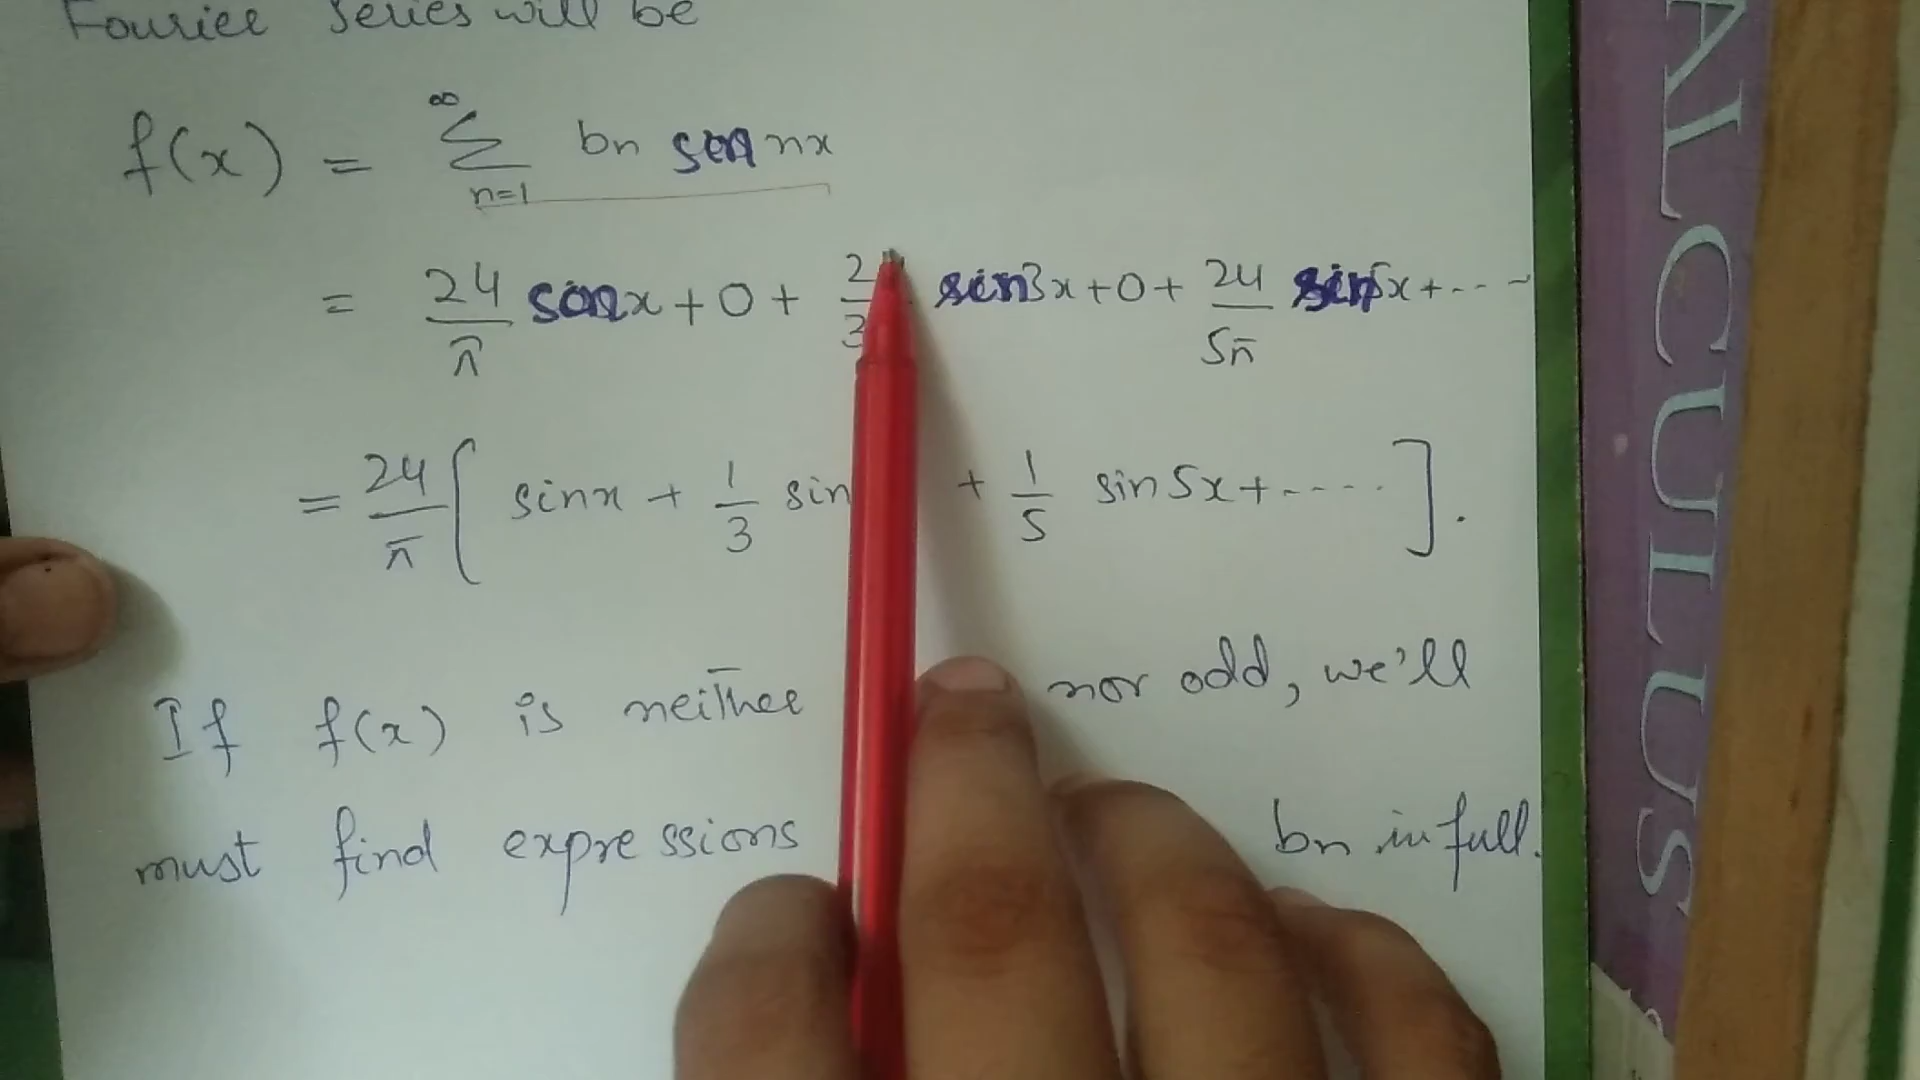 Fourier Series will be
f(x) = ∞ Σ n=1 bn sin nx
= 24/π sin x + 0 + 2 /3 sin 3x + 0 + 24/5π sin 5x + ----
= 24/π [ sin x + 1/3 sin + 1/5 sin 5x + ---- ].
If f(x) is neither nor odd, we'll
must find expressions bn in full.
ALCULUS